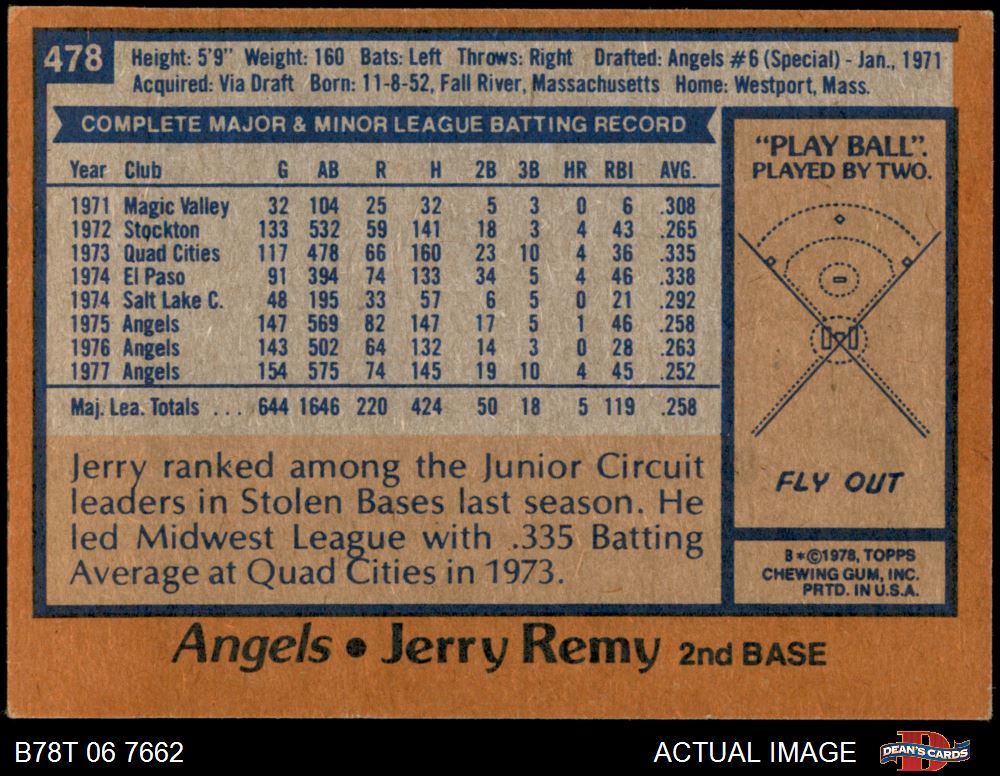 478
Height: 5'9" Weight: 160 Bats: Left Throws: Right Drafted: Angels #6 (Special) - Jan., 1971
Acquired: Via Draft Born: 11-8-52, Fall River, Massachusetts Home: Westport, Mass.
COMPLETE MAJOR & MINOR LEAGUE BATTING RECORD
Year Club G AB R H 2B 3B HR RBI AVG.
1971 Magic Valley 32 104 25 32 5 3 0 6 .308
1972 Stockton 133 532 59 141 18 3 4 43 .265
1973 Quad Cities 117 478 66 160 23 10 4 36 .335
1974 El Paso 91 394 74 133 34 5 4 46 .338
1974 Salt Lake C. 48 195 33 57 6 5 0 21 .292
1975 Angels 147 569 82 147 17 5 1 46 .258
1976 Angels 143 502 64 132 14 3 0 28 .263
1977 Angels 154 575 74 145 19 10 4 45 .252
Maj. Lea. Totals . . . 644 1646 220 424 50 18 5 119 .258
Jerry ranked among the Junior Circuit
leaders in Stolen Bases last season. He
led Midwest League with .335 Batting
Average at Quad Cities in 1973.
"PLAY BALL".
PLAYED BY TWO.
FLY OUT
B*©1978, TOPPS
CHEWING GUM, INC.
PRTD. IN U.S.A.
Angels • Jerry Remy 2nd BASE
B78T 06 7662
ACTUAL IMAGE
DEAN'S CARDS